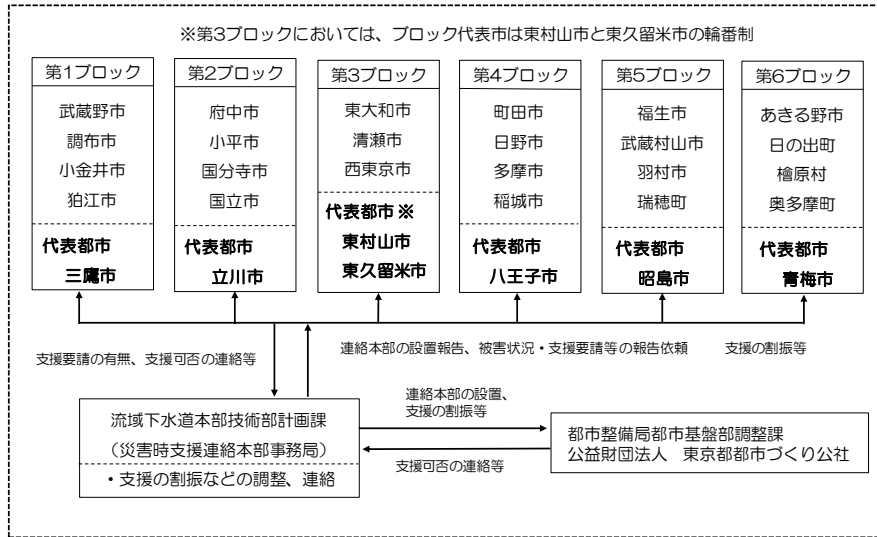 ※第3ブロックにおいては、ブロック代表市は東村山市と東久留米市の輪番制
第1ブロック
武蔵野市
調布市
小金井市
狛江市
代表都市
三鷹市
第2ブロック
府中市
小平市
国分寺市
国立市
代表都市
立川市
第3ブロック
東大和市
清瀬市
西東京市
代表都市※
東村山市
東久留米市
第4ブロック
町田市
日野市
多摩市
稲城市
代表都市
八王子市
第5ブロック
福生市
武蔵村山市
羽村市
瑞穂町
代表都市
昭島市
第6ブロック
あきる野市
日の出町
檜原村
奥多摩町
代表都市
青梅市
支援要請の有無、支援可否の連絡等
連絡本部の設置報告、被害状況・支援要請等の報告依頼
支援の割振等
流域下水道本部技術部計画課
（災害時支援連絡本部事務局）
・支援の割振などの調整、連絡
連絡本部の設置、
支援の割振等
支援可否の連絡等
都市整備局都市基盤部調整課
公益財団法人　東京都都市づくり公社